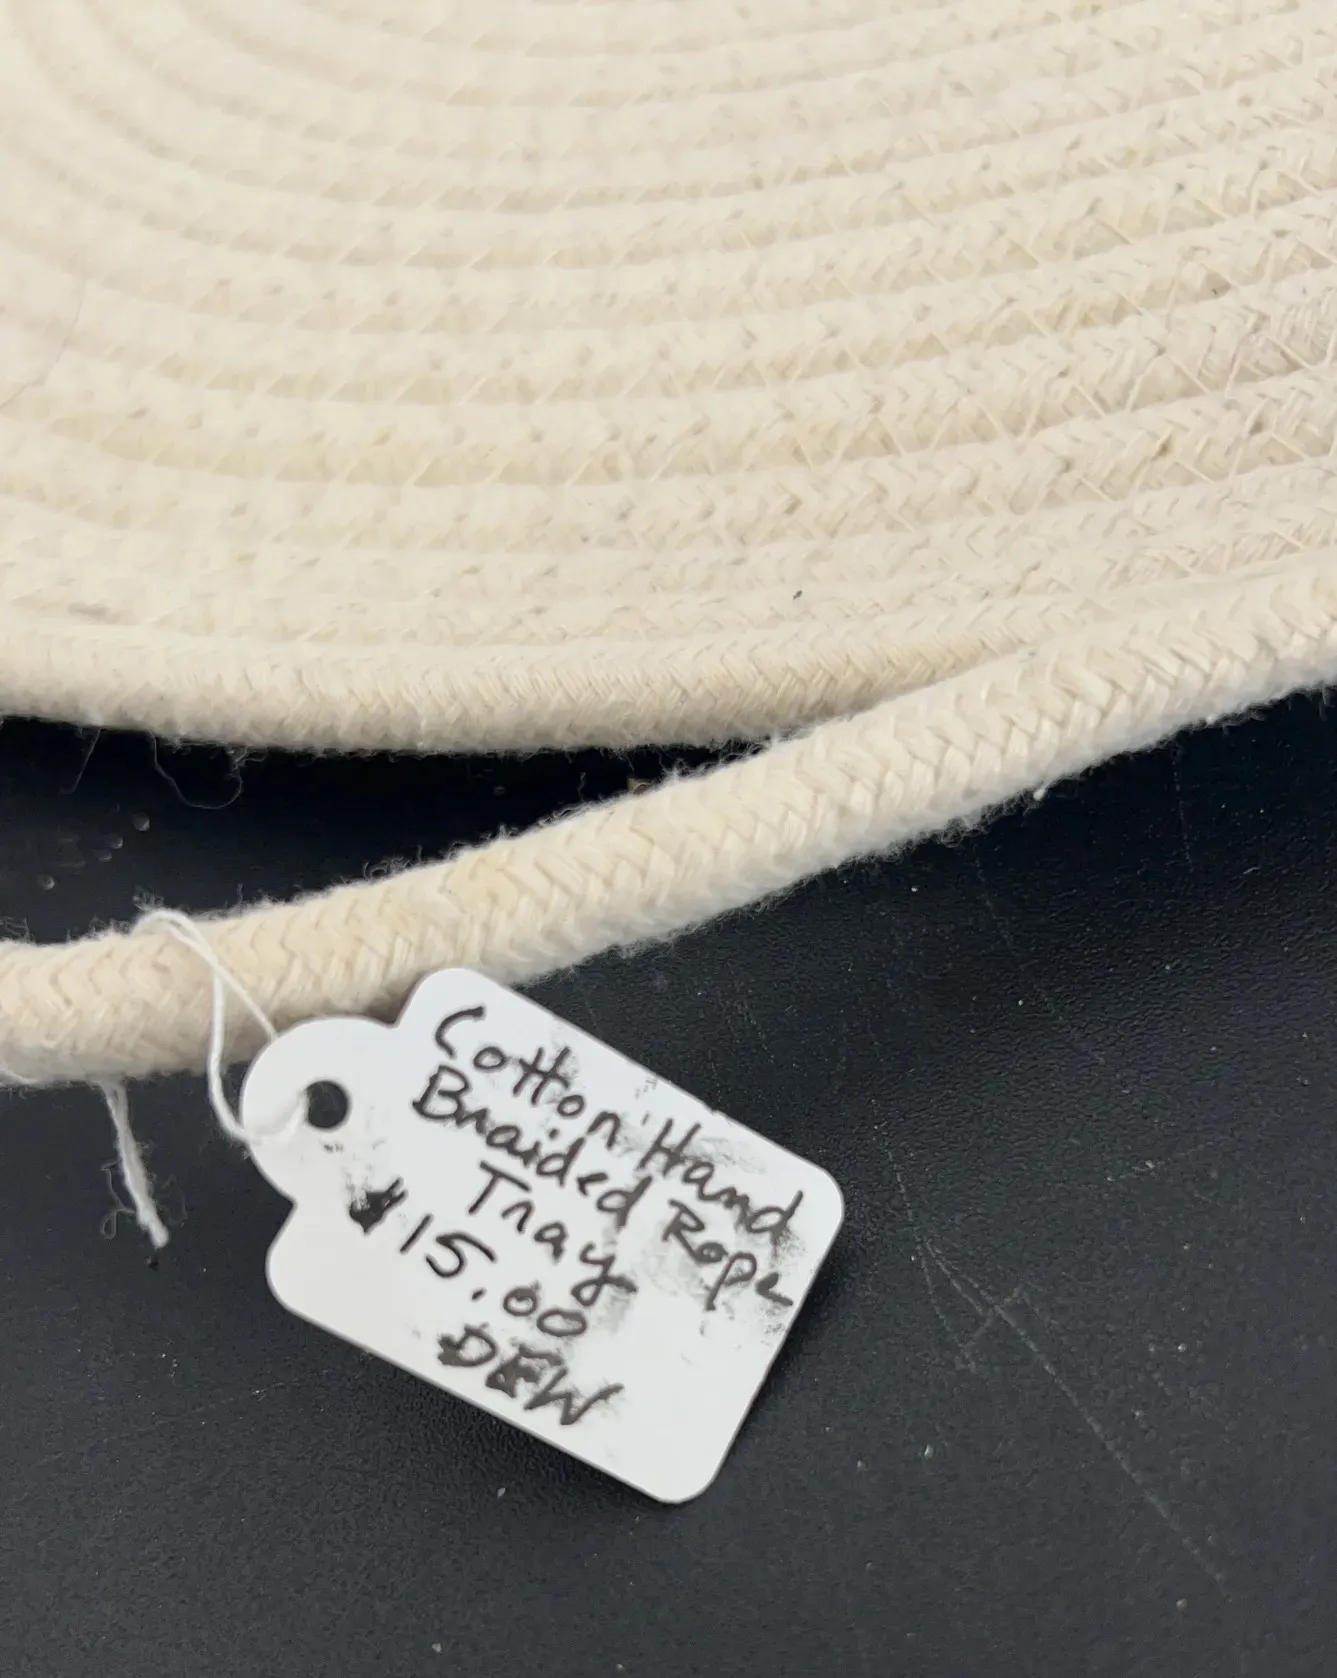 Cotton Hand
Braided Rope
Tray
$15.00
DEW